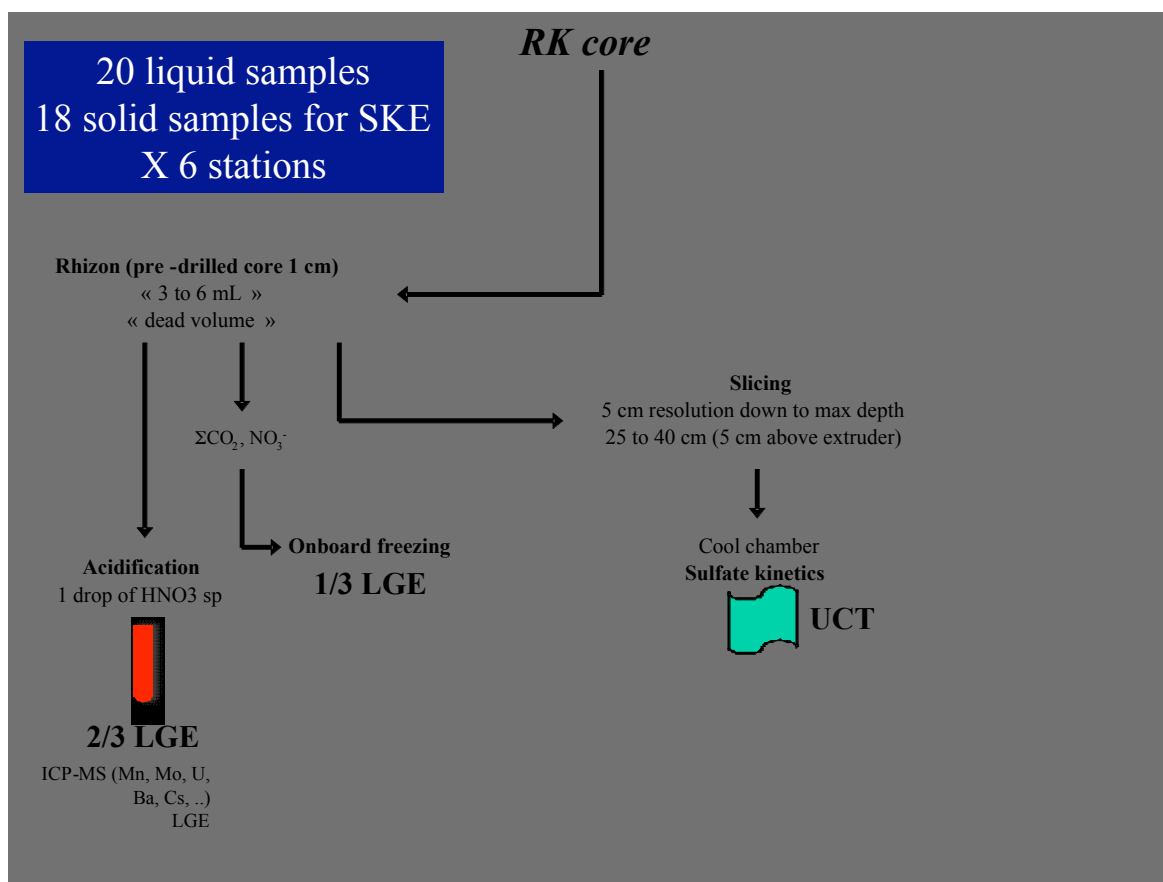 RK core
20 liquid samples
18 solid samples for SKE
X 6 stations
Rhizon (pre -drilled core 1 cm)
« 3 to 6 mL »
« dead volume »
ΣCO₂, NO₃⁻
Slicing
5 cm resolution down to max depth
25 to 40 cm (5 cm above extruder)
Onboard freezing
1/3 LGE
Cool chamber
Sulfate kinetics
UCT
Acidification
1 drop of HNO3 sp
2/3 LGE
ICP-MS (Mn, Mo, U,
Ba, Cs, ..)
LGE